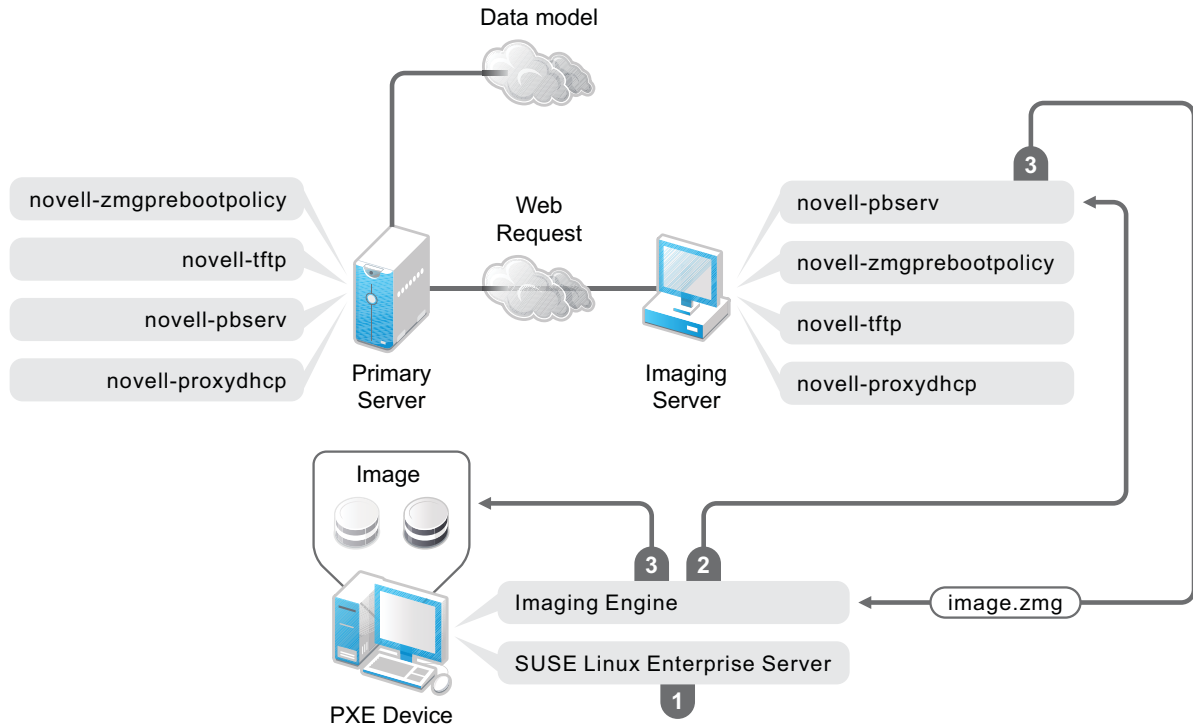 Data model
3
novell-zmgprebootpolicy
novell-tftp
novell-pbserv
novell-proxydhcp
Web
Request
novell-pbserv
novell-zmgprebootpolicy
novell-tftp
novell-proxydhcp
Primary
Server
Imaging
Server
Image
3
2
Imaging Engine
image.zmg
SUSE Linux Enterprise Server
1
PXE Device